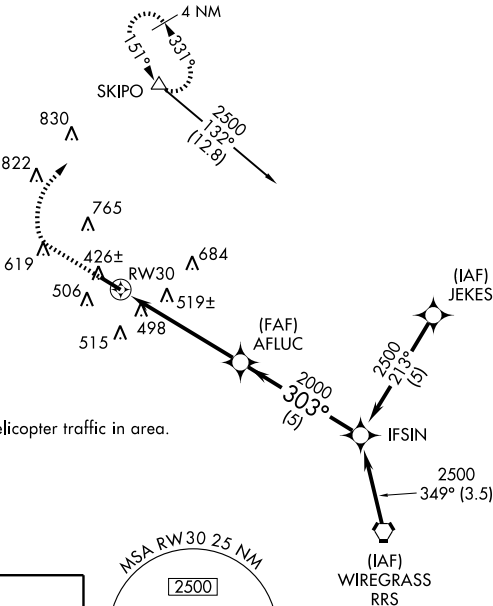 4 NM
151°
331°
SKIPO
2500
132°
(12.8)
830
822
765
619
426±
684
RW30
506
519±
498
515
(IAF)
JEKES
(FAF)
AFLUC
2500
213°
(5)
2000
303°
(5)
elicopter traffic in area.
IFSIN
2500
349° (3.5)
(IAF)
WIREGRASS
RRS
MSA RW30 25 NM
2500